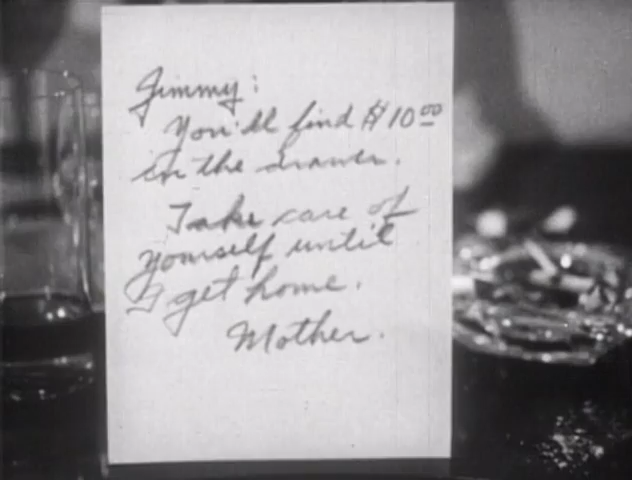 Jimmy:
You'll find $10.00
in the drawer.
Take care of
yourself until
I get home.
Mother.